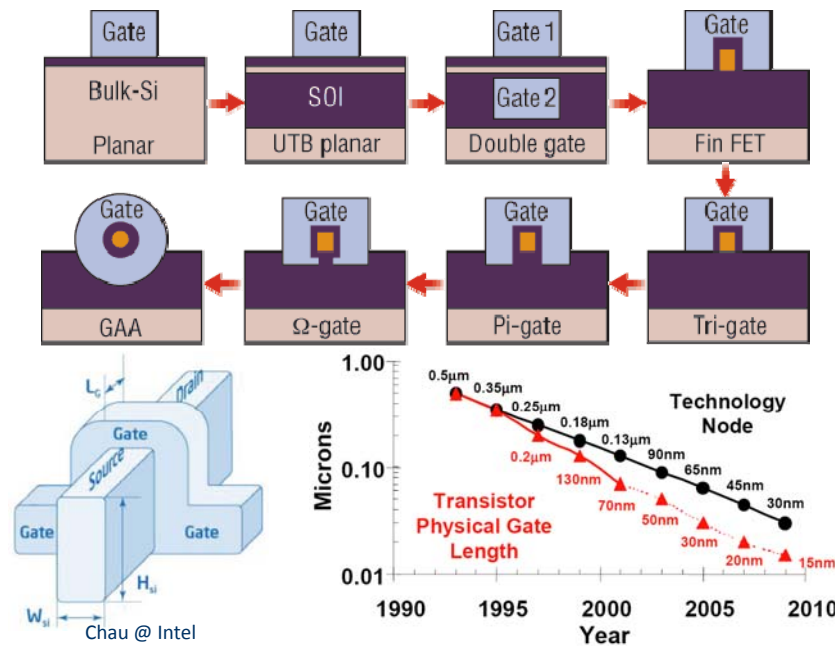 Gate
Bulk-Si
Planar
Gate
SOI
UTB planar
Gate 1
Gate 2
Double gate
Gate
Fin FET
Gate
GAA
Gate
Ω-gate
Gate
Pi-gate
Gate
Tri-gate
L_G
Drain
Gate
Source
Gate
Gate
H_si
W_si
Chau @ Intel
1.00
0.10
0.01
Microns
0.5µm
0.35µm
0.25µm
0.18µm
0.13µm
90nm
65nm
45nm
30nm
Technology
Node
0.2µm
130nm
70nm
50nm
30nm
20nm
15nm
Transistor
Physical Gate
Length
1990 1995 2000 2005 2010
Year